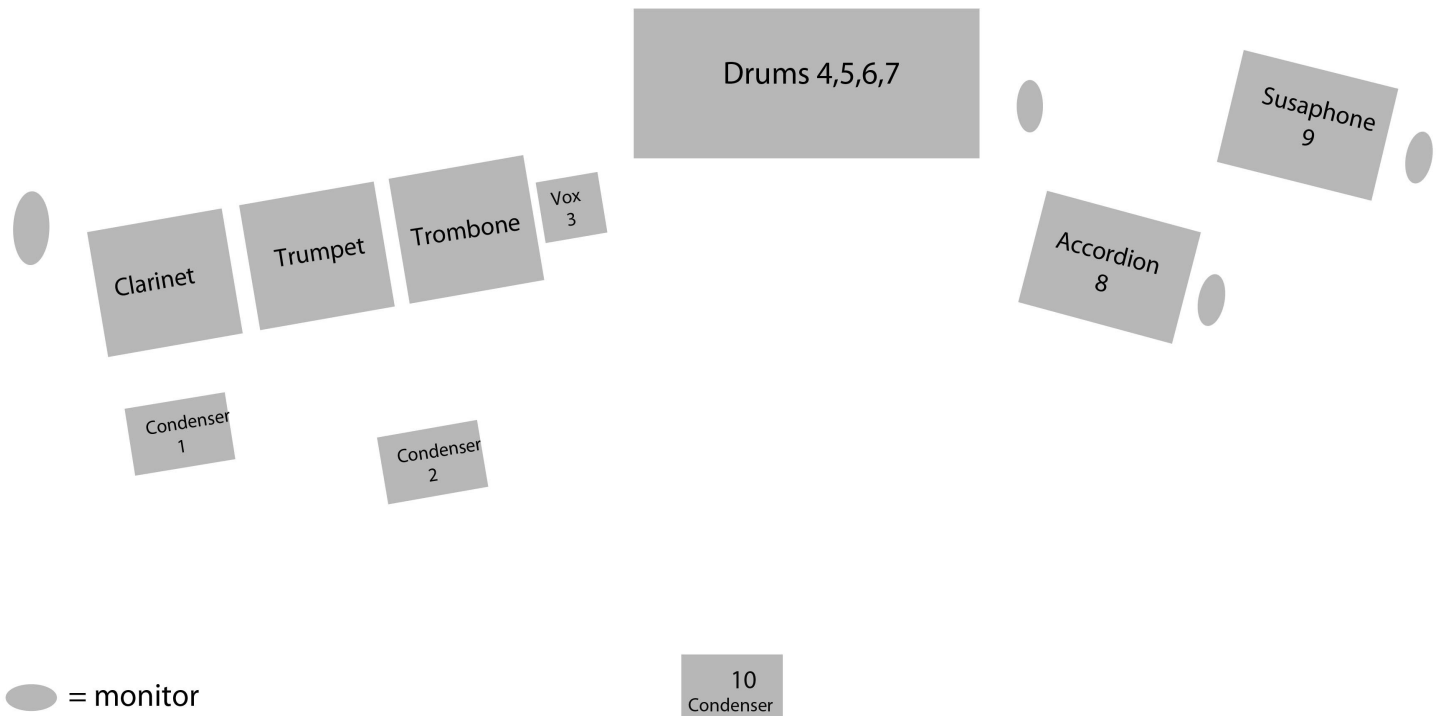 Drums 4,5,6,7
Susaphone
9
Vox
3
Trombone
Trumpet
Clarinet
Accordion
8
Condenser
1
Condenser
2
10
Condenser
= monitor